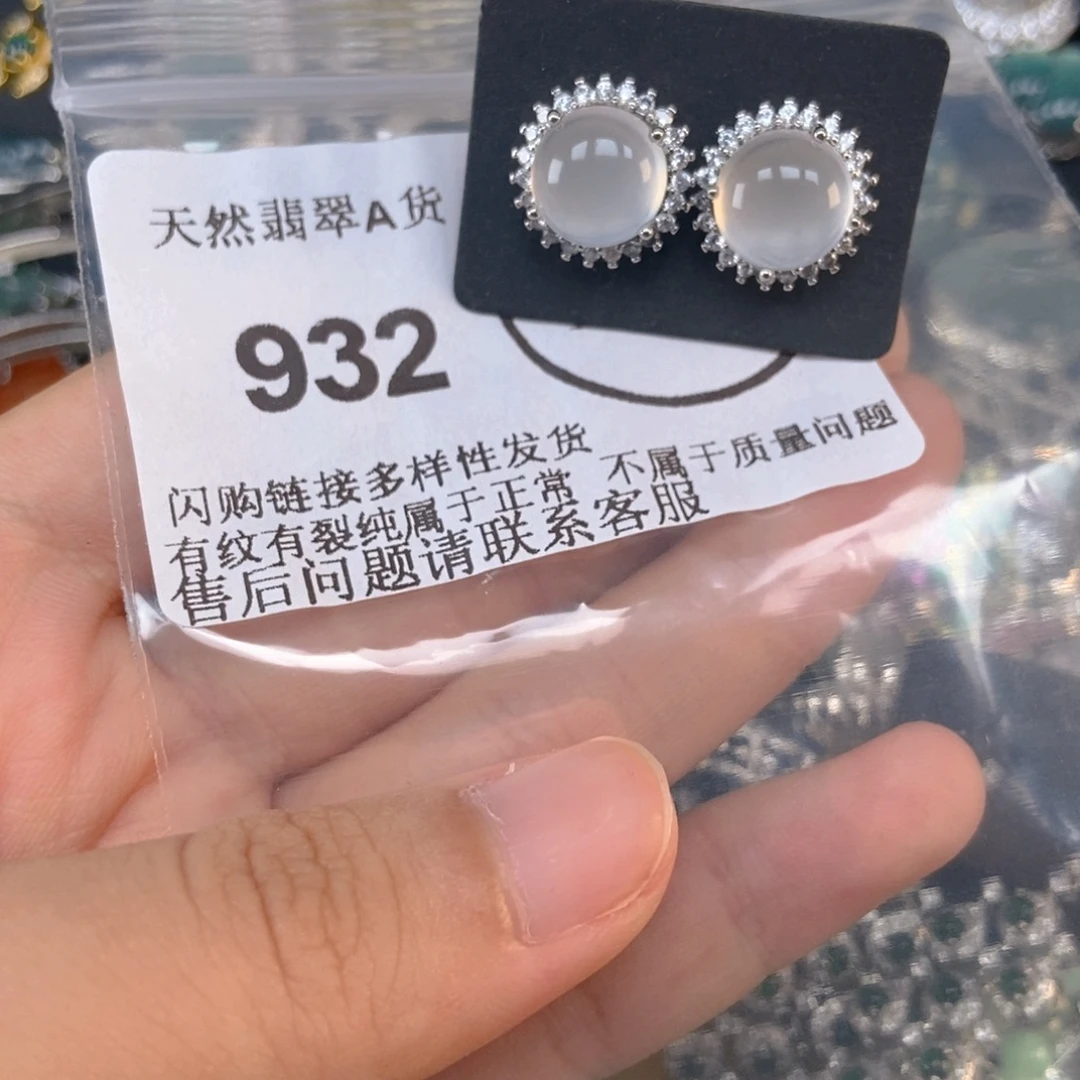 天然翡翠A货
932
闪购链接多样性发货
有纹有裂纯属于正常 不属于质量问题
售后问题请联系客服